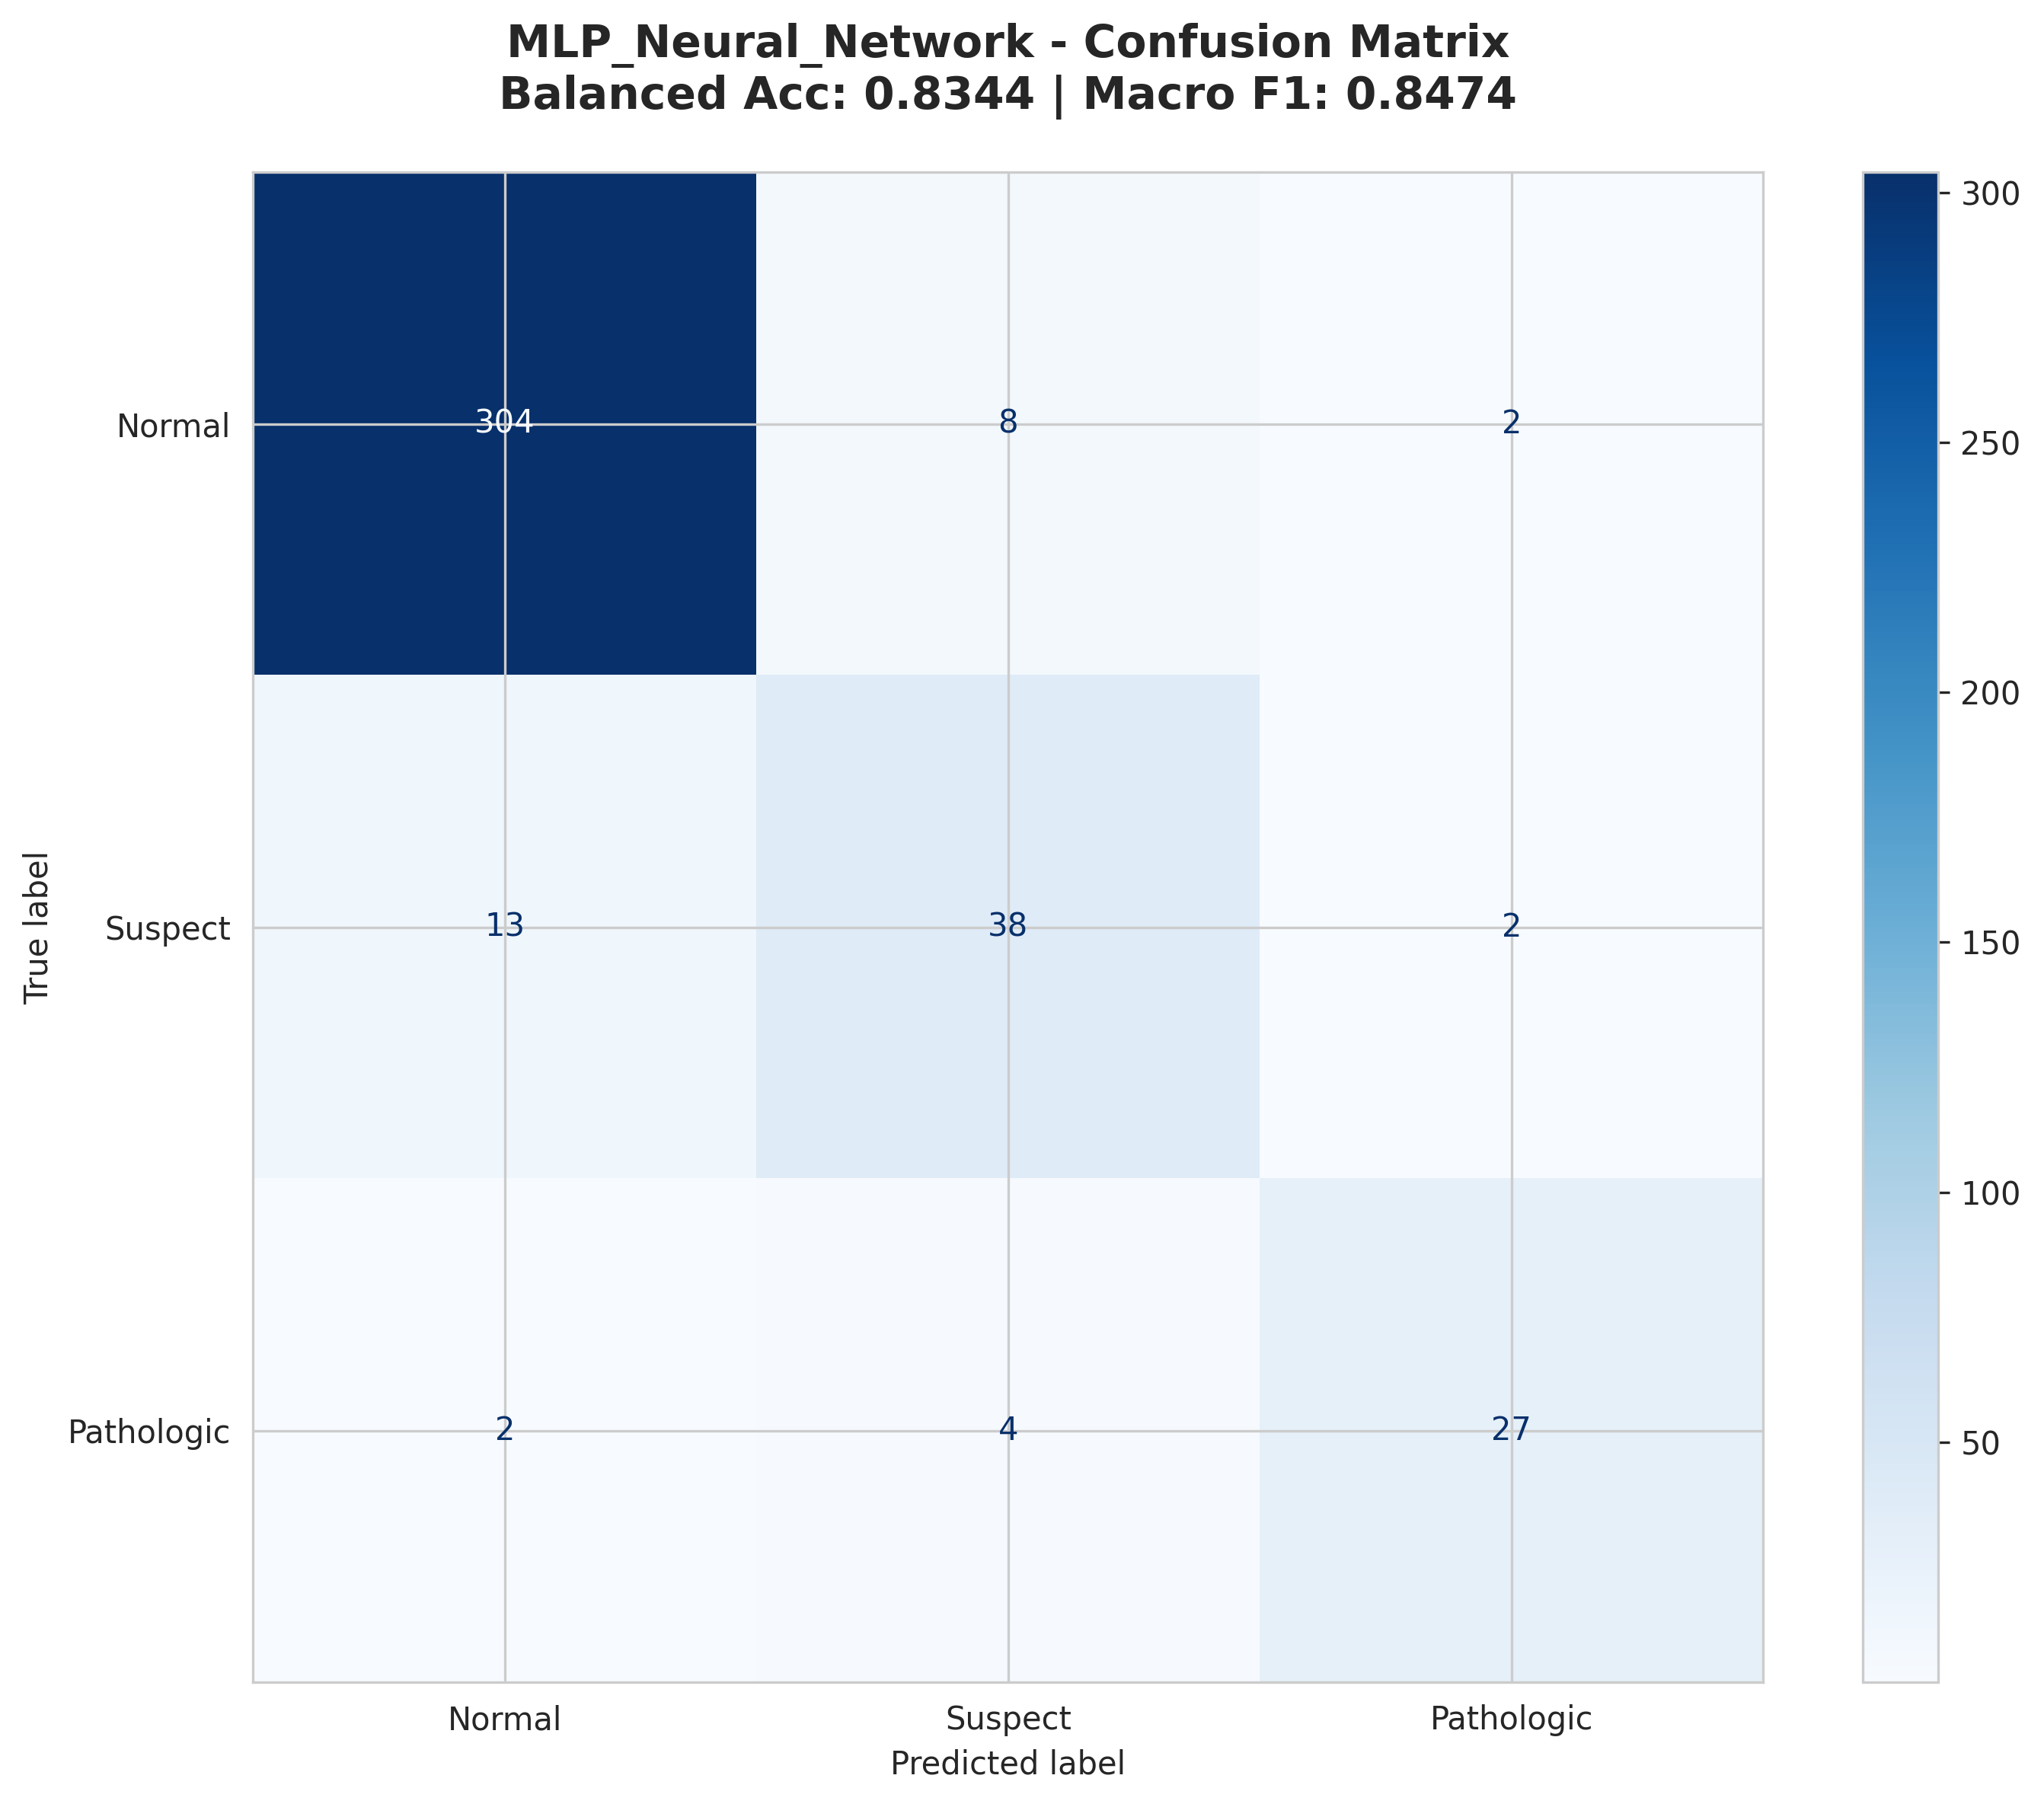 MLP_Neural_Network - Confusion Matrix
Balanced Acc: 0.8344 | Macro F1: 0.8474
300
Normal
304
8
2
250
200
True label
Suspect
13
38
2
150
100
Pathologic
2
4
27
50
Normal
Suspect
Pathologic
Predicted label